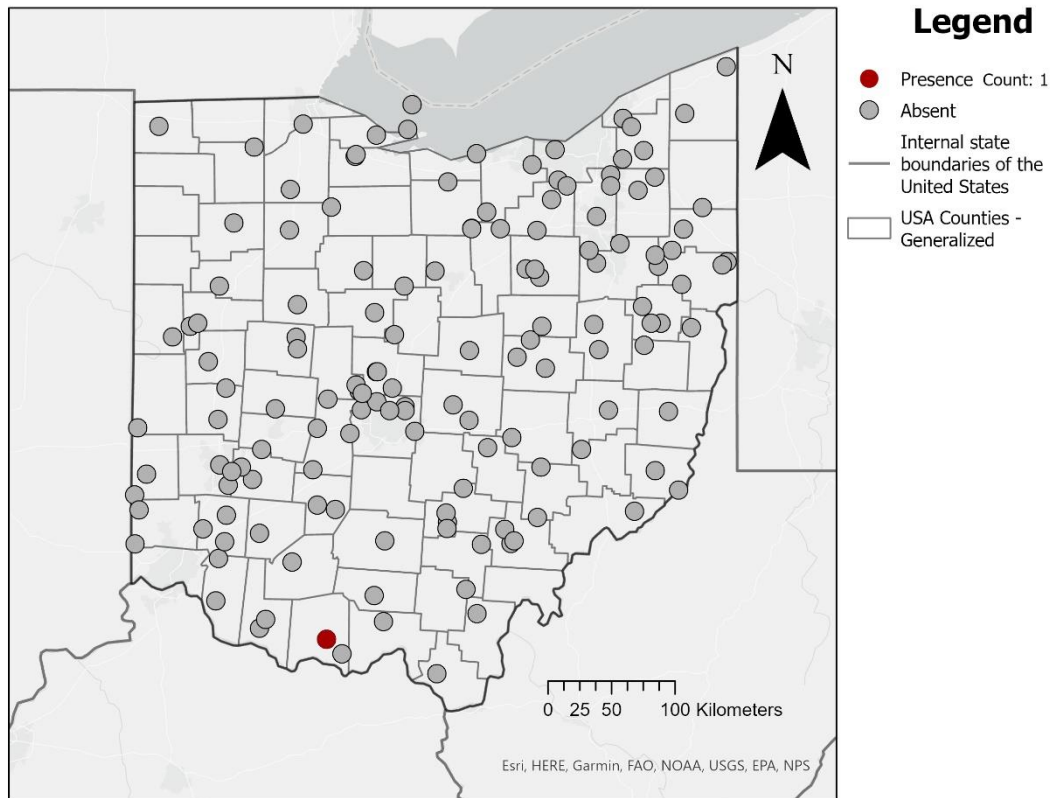 Legend
Presence Count: 1
Absent
Internal state
boundaries of the
United States
USA Counties -
Generalized
N
0 25 50 100 Kilometers
Esri, HERE, Garmin, FAO, NOAA, USGS, EPA, NPS